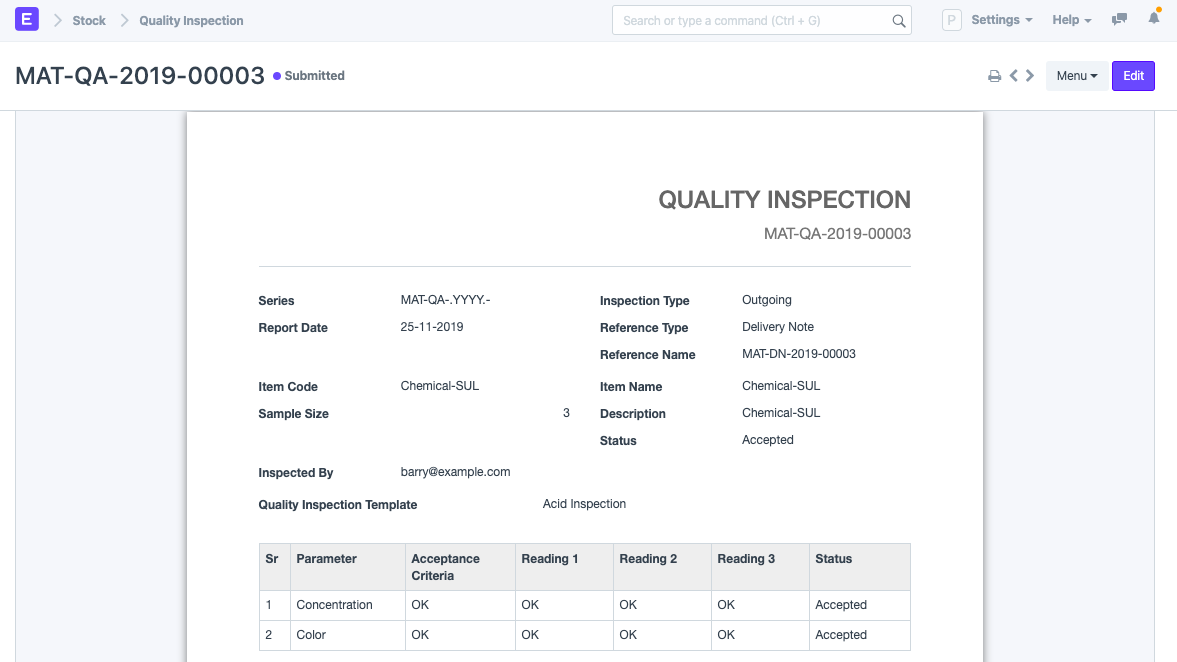 E Stock Quality Inspection Search or type a command (Ctrl + G) P Settings Help
MAT-QA-2019-00003 Submitted Menu Edit
QUALITY INSPECTION
MAT-QA-2019-00003
Series MAT-QA-.YYYY.- Inspection Type Outgoing
Report Date 25-11-2019 Reference Type Delivery Note
Reference Name MAT-DN-2019-00003
Item Code Chemical-SUL Item Name Chemical-SUL
Sample Size 3 Description Chemical-SUL
Status Accepted
Inspected By barry@example.com
Quality Inspection Template Acid Inspection
Sr Parameter Acceptance Criteria Reading 1 Reading 2 Reading 3 Status
1 Concentration OK OK OK OK Accepted
2 Color OK OK OK OK Accepted